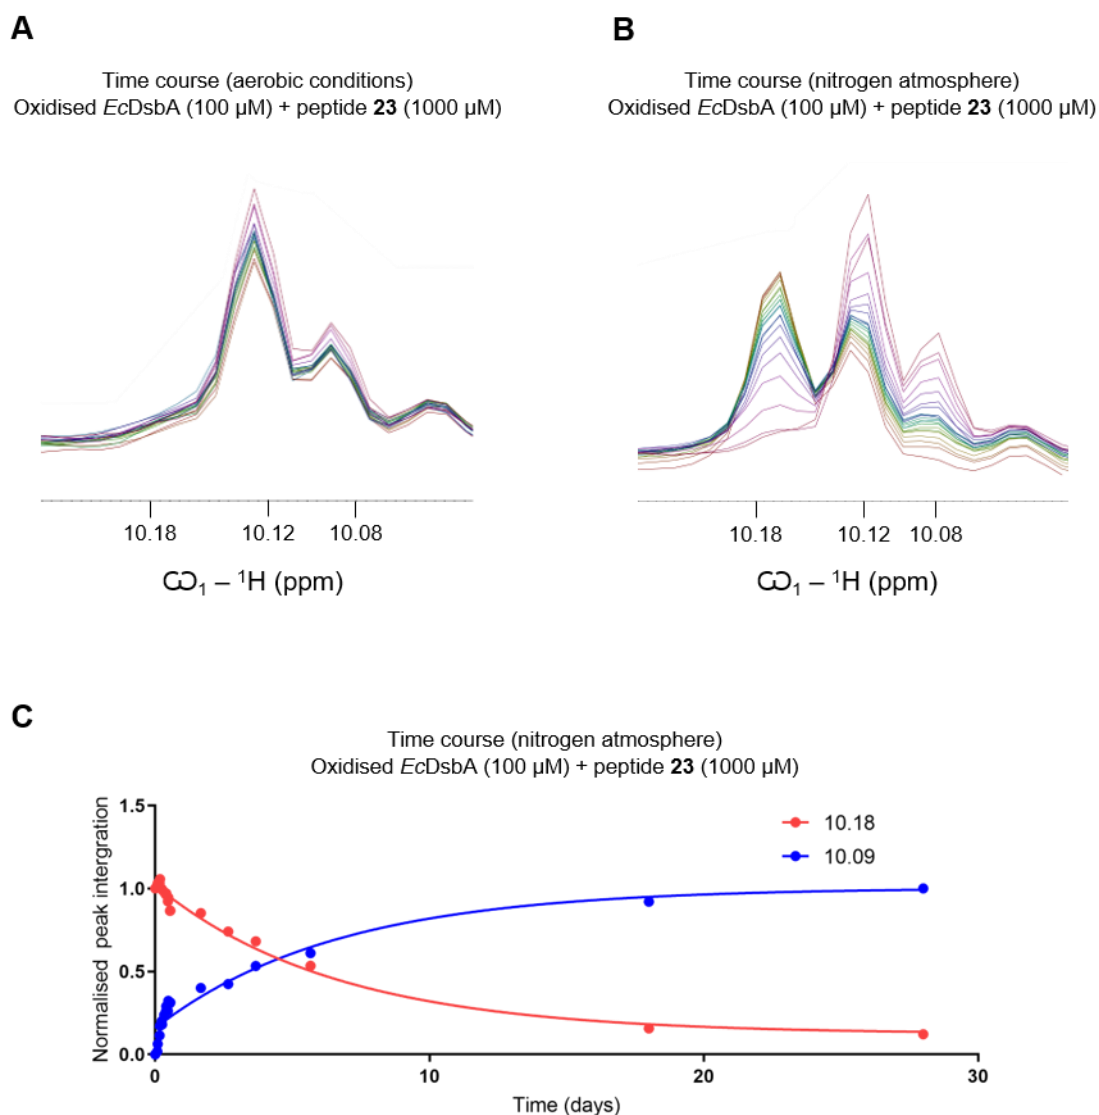 A
B
Time course (aerobic conditions)
Oxidised EcDsbA (100 μM) + peptide 23 (1000 μM)
Time course (nitrogen atmosphere)
Oxidised EcDsbA (100 μM) + peptide 23 (1000 μM)
10.18 10.12 10.08
10.18 10.12 10.08
ω₁ – ¹H (ppm)
ω₁ – ¹H (ppm)
C
Time course (nitrogen atmosphere)
Oxidised EcDsbA (100 μM) + peptide 23 (1000 μM)
Normalised peak intergration
1.5
1.0
0.5
0.0
10.18
10.09
0 10 20 30
Time (days)